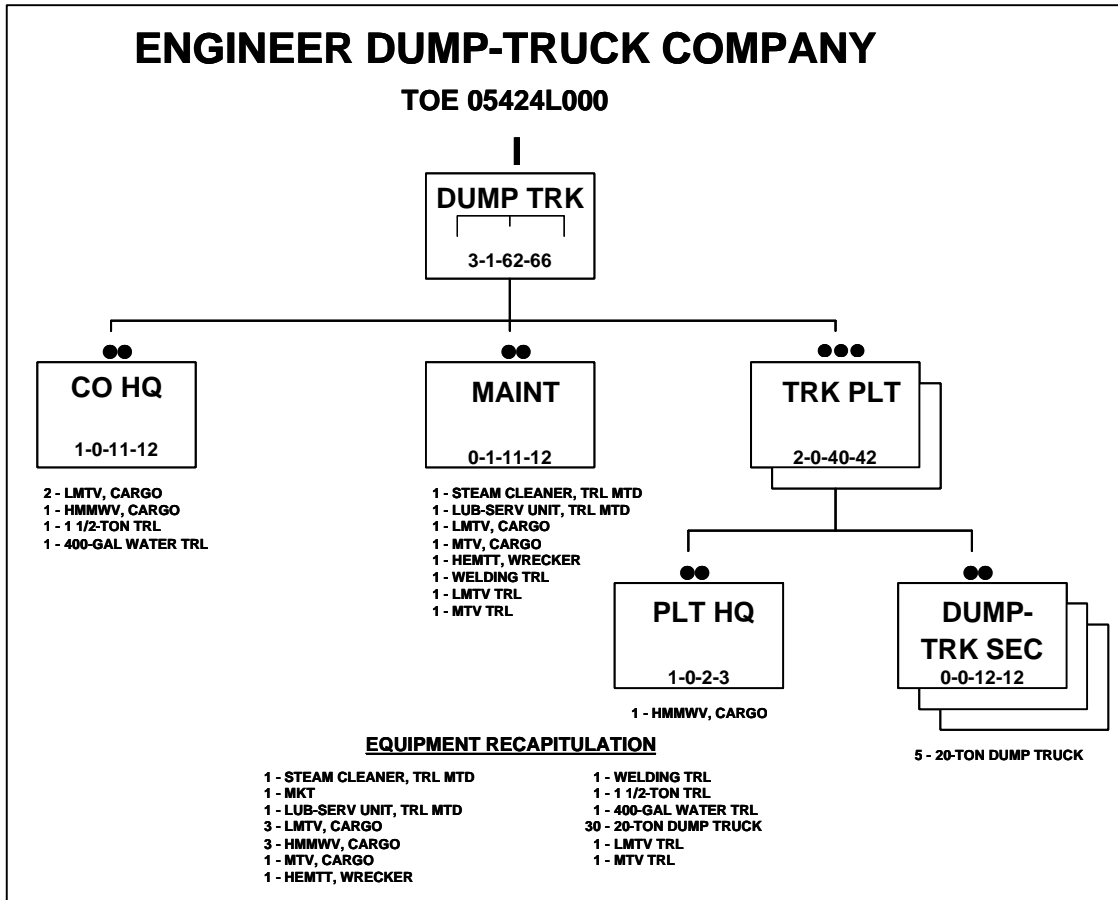 ENGINEER DUMP-TRUCK COMPANY
TOE 05424L000
I
DUMP TRK
3-1-62-66
CO HQ
1-0-11-12
2 - LMTV, CARGO
1 - HMMWV, CARGO
1 - 1 1/2-TON TRL
1 - 400-GAL WATER TRL
MAINT
0-1-11-12
1 - STEAM CLEANER, TRL MTD
1 - LUB-SERV UNIT, TRL MTD
1 - LMTV, CARGO
1 - MTV, CARGO
1 - HEMTT, WRECKER
1 - WELDING TRL
1 - LMTV TRL
1 - MTV TRL
TRK PLT
2-0-40-42
PLT HQ
1-0-2-3
1 - HMMWV, CARGO
DUMP-
TRK SEC
0-0-12-12
5 - 20-TON DUMP TRUCK
EQUIPMENT RECAPITULATION
1 - STEAM CLEANER, TRL MTD
1 - MKT
1 - LUB-SERV UNIT, TRL MTD
3 - LMTV, CARGO
3 - HMMWV, CARGO
1 - MTV, CARGO
1 - HEMTT, WRECKER
1 - WELDING TRL
1 - 1 1/2-TON TRL
1 - 400-GAL WATER TRL
30 - 20-TON DUMP TRUCK
1 - LMTV TRL
1 - MTV TRL